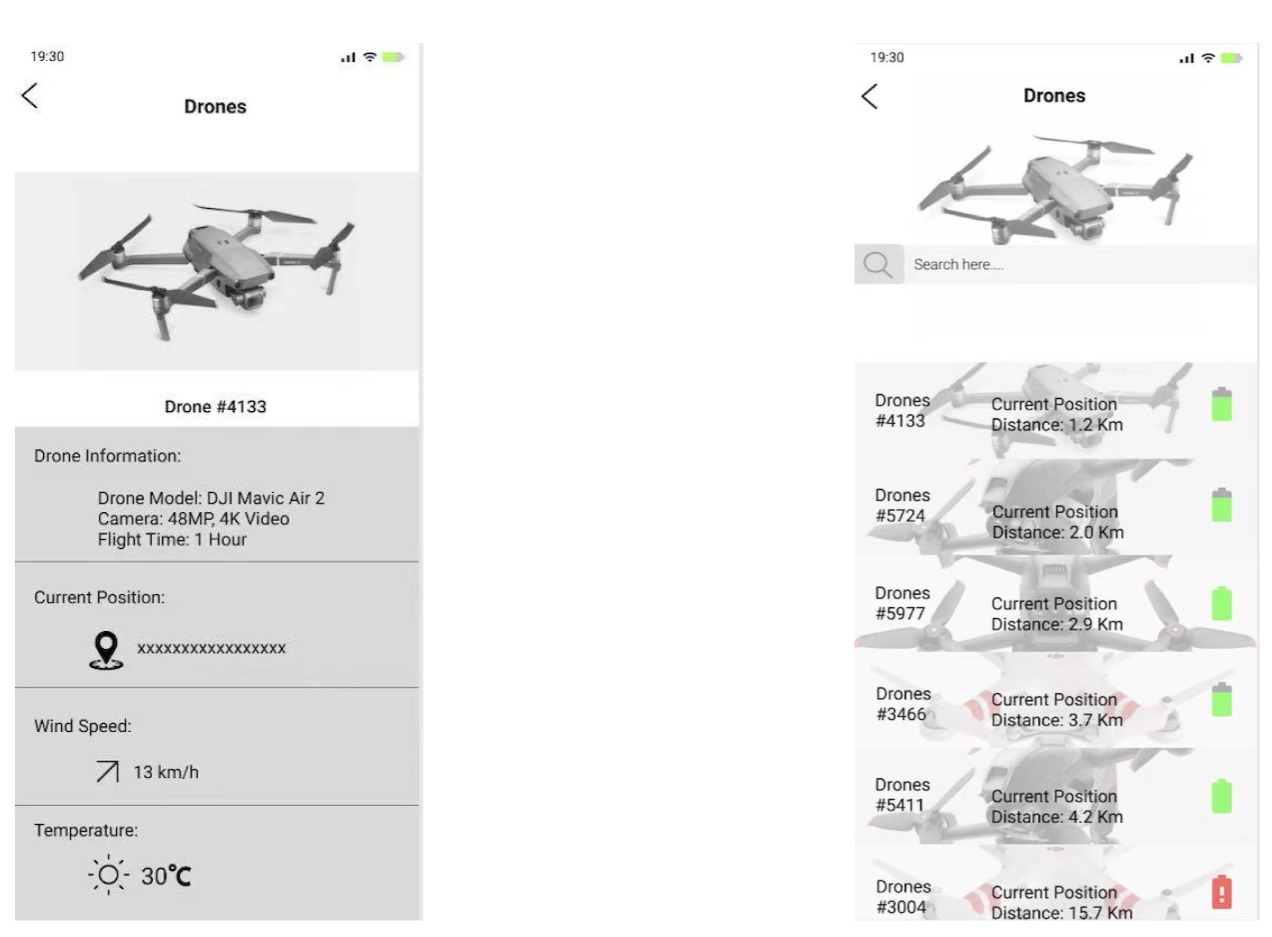 19:30
Drones
Drone #4133
Drone Information:
Drone Model: DJI Mavic Air 2
Camera: 48MP, 4K Video
Flight Time: 1 Hour
Current Position:
xxxxxxxxxxxxxxxxx
Wind Speed:
13 km/h
Temperature:
30℃
19:30
Drones
Search here....
Drones
#4133
Current Position
Distance: 1.2 Km
Drones
#5724
Current Position
Distance: 2.0 Km
Drones
#5977
Current Position
Distance: 2.9 Km
Drones
#3466
Current Position
Distance: 3.7 Km
Drones
#5411
Current Position
Distance: 4.2 Km
Drones
#3004
Current Position
Distance: 15.7 Km